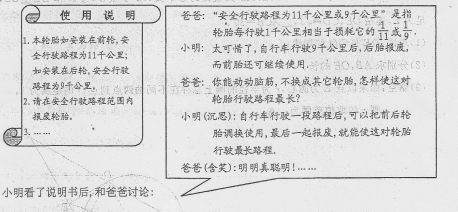 使 用 说 明
1. 本轮胎如安装在前轮,安
全行驶路程为11千公里;
如安装在后轮,安全行驶
路程为9千公里.
2. 请在安全行驶路程范围内
报废轮胎.
3. ……
爸爸: “安全行驶路程为11千公里或9千公里”是指
轮胎每行驶1千公里相当于损耗它的1/11或1/9.
小明: 太可惜了,自行车行驶9千公里后,后胎报废,
而前胎还可继续使用.
爸爸: 你能动动脑筋,不换成其它轮胎,怎样使这对
轮胎行驶路程最长?
小明(沉思): 自行车行驶一段路程后,可以把前后轮
胎调换使用,最后一起报废,就能使这对轮胎
行驶最长路程.
爸爸(含笑): 明明真聪明!……
小明看了说明书后,和爸爸讨论: